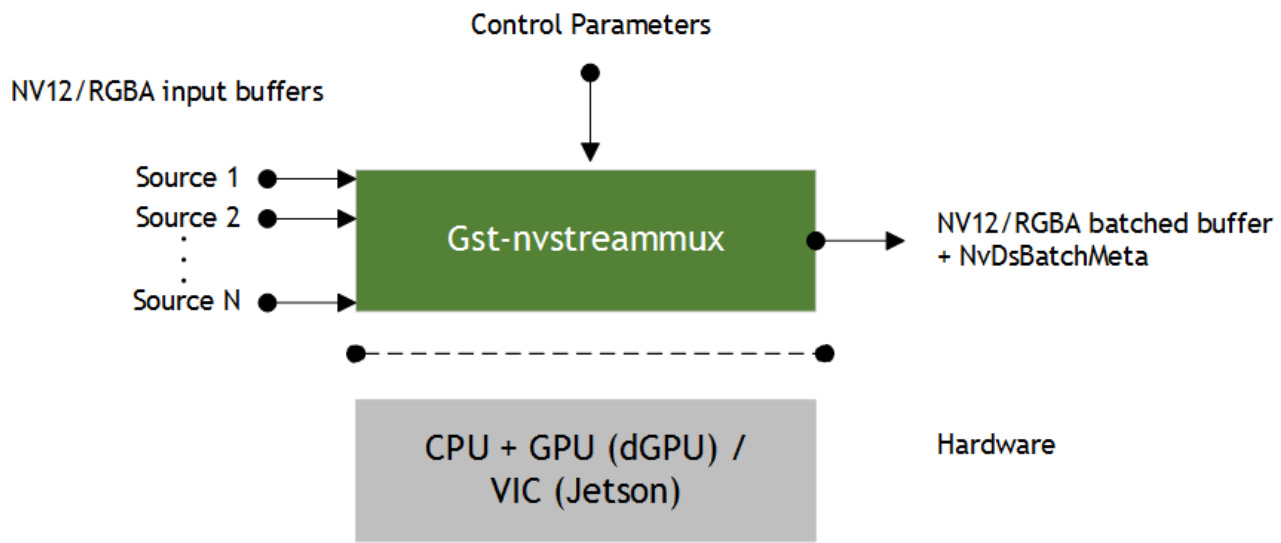 Control Parameters
NV12/RGBA input buffers
Source 1
Source 2
Source N
Gst-nvstreammux
NV12/RGBA batched buffer
+ NvDsBatchMeta
CPU + GPU (dGPU) /
VIC (Jetson)
Hardware